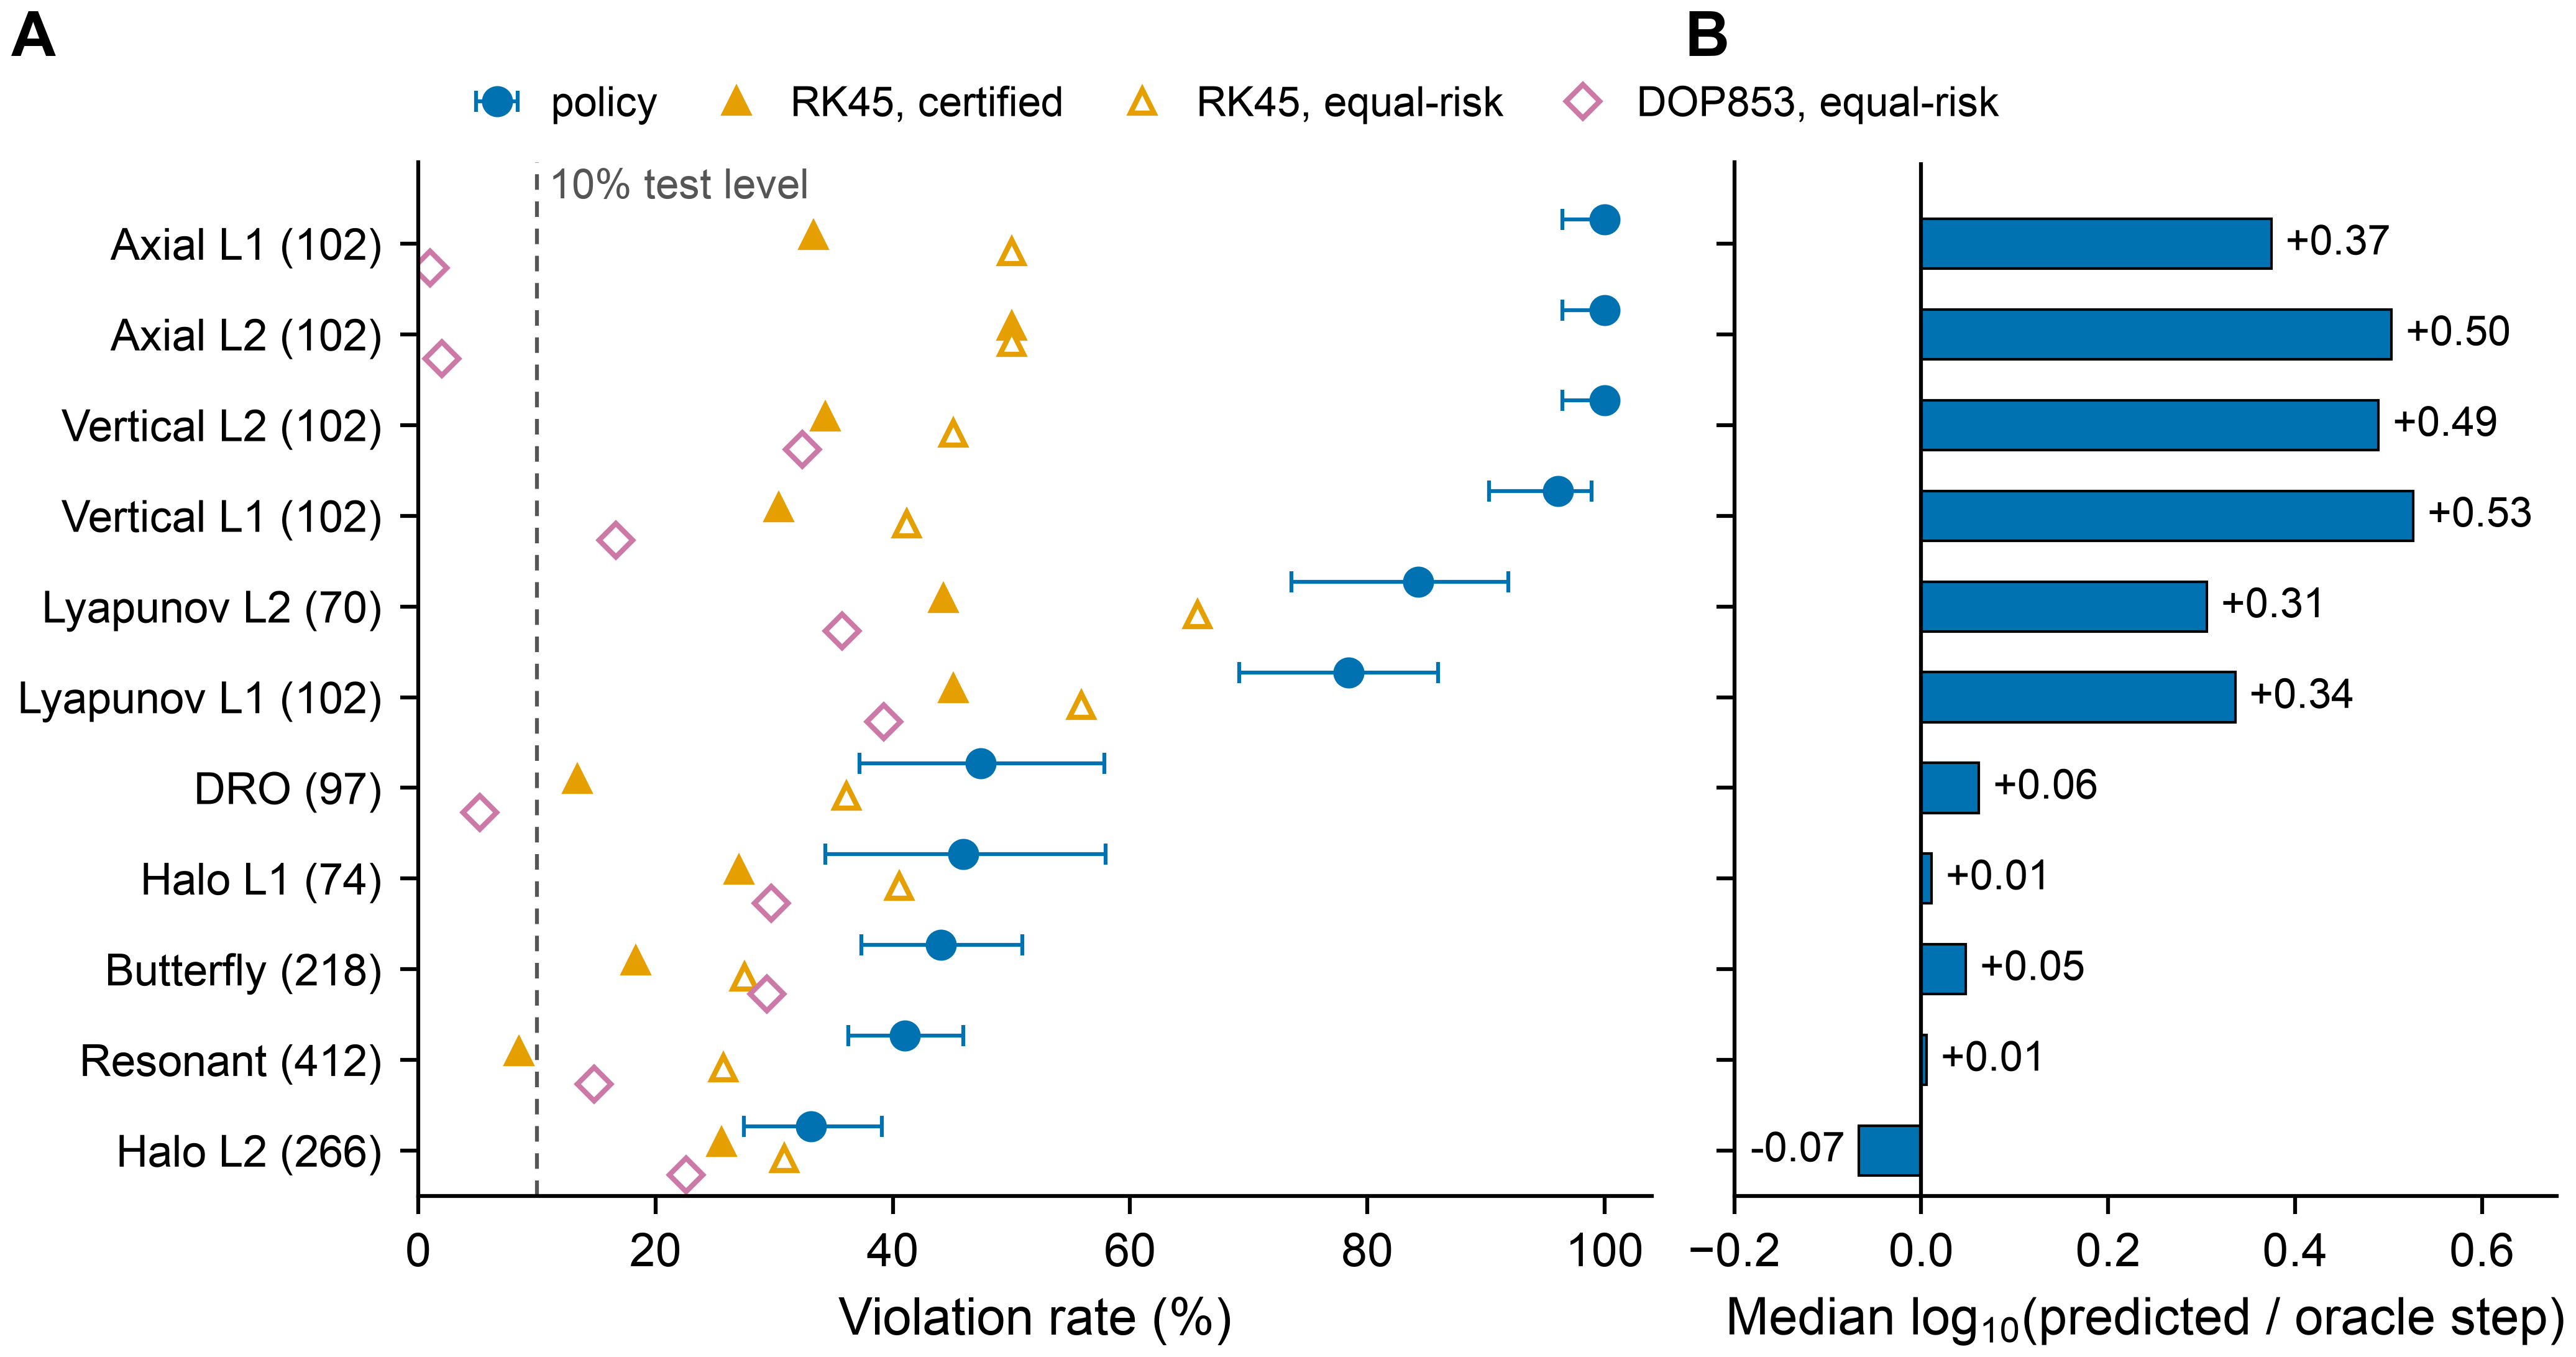 A
B
policy
RK45, certified
RK45, equal-risk
DOP853, equal-risk
10% test level
Axial L1 (102)
Axial L2 (102)
Vertical L2 (102)
Vertical L1 (102)
Lyapunov L2 (70)
Lyapunov L1 (102)
DRO (97)
Halo L1 (74)
Butterfly (218)
Resonant (412)
Halo L2 (266)
0 20 40 60 80 100
Violation rate (%)
+0.37
+0.50
+0.49
+0.53
+0.31
+0.34
+0.06
+0.01
+0.05
+0.01
-0.07
−0.2 0.0 0.2 0.4 0.6
Median log₁₀(predicted / oracle step)